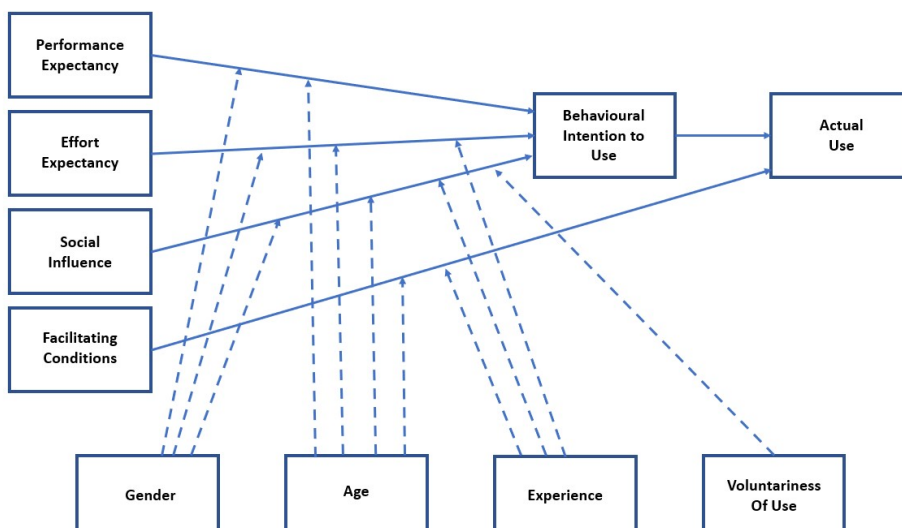 Performance
Expectancy
Effort
Expectancy
Social
Influence
Facilitating
Conditions
Behavioural
Intention to
Use
Actual
Use
Gender
Age
Experience
Voluntariness
Of Use